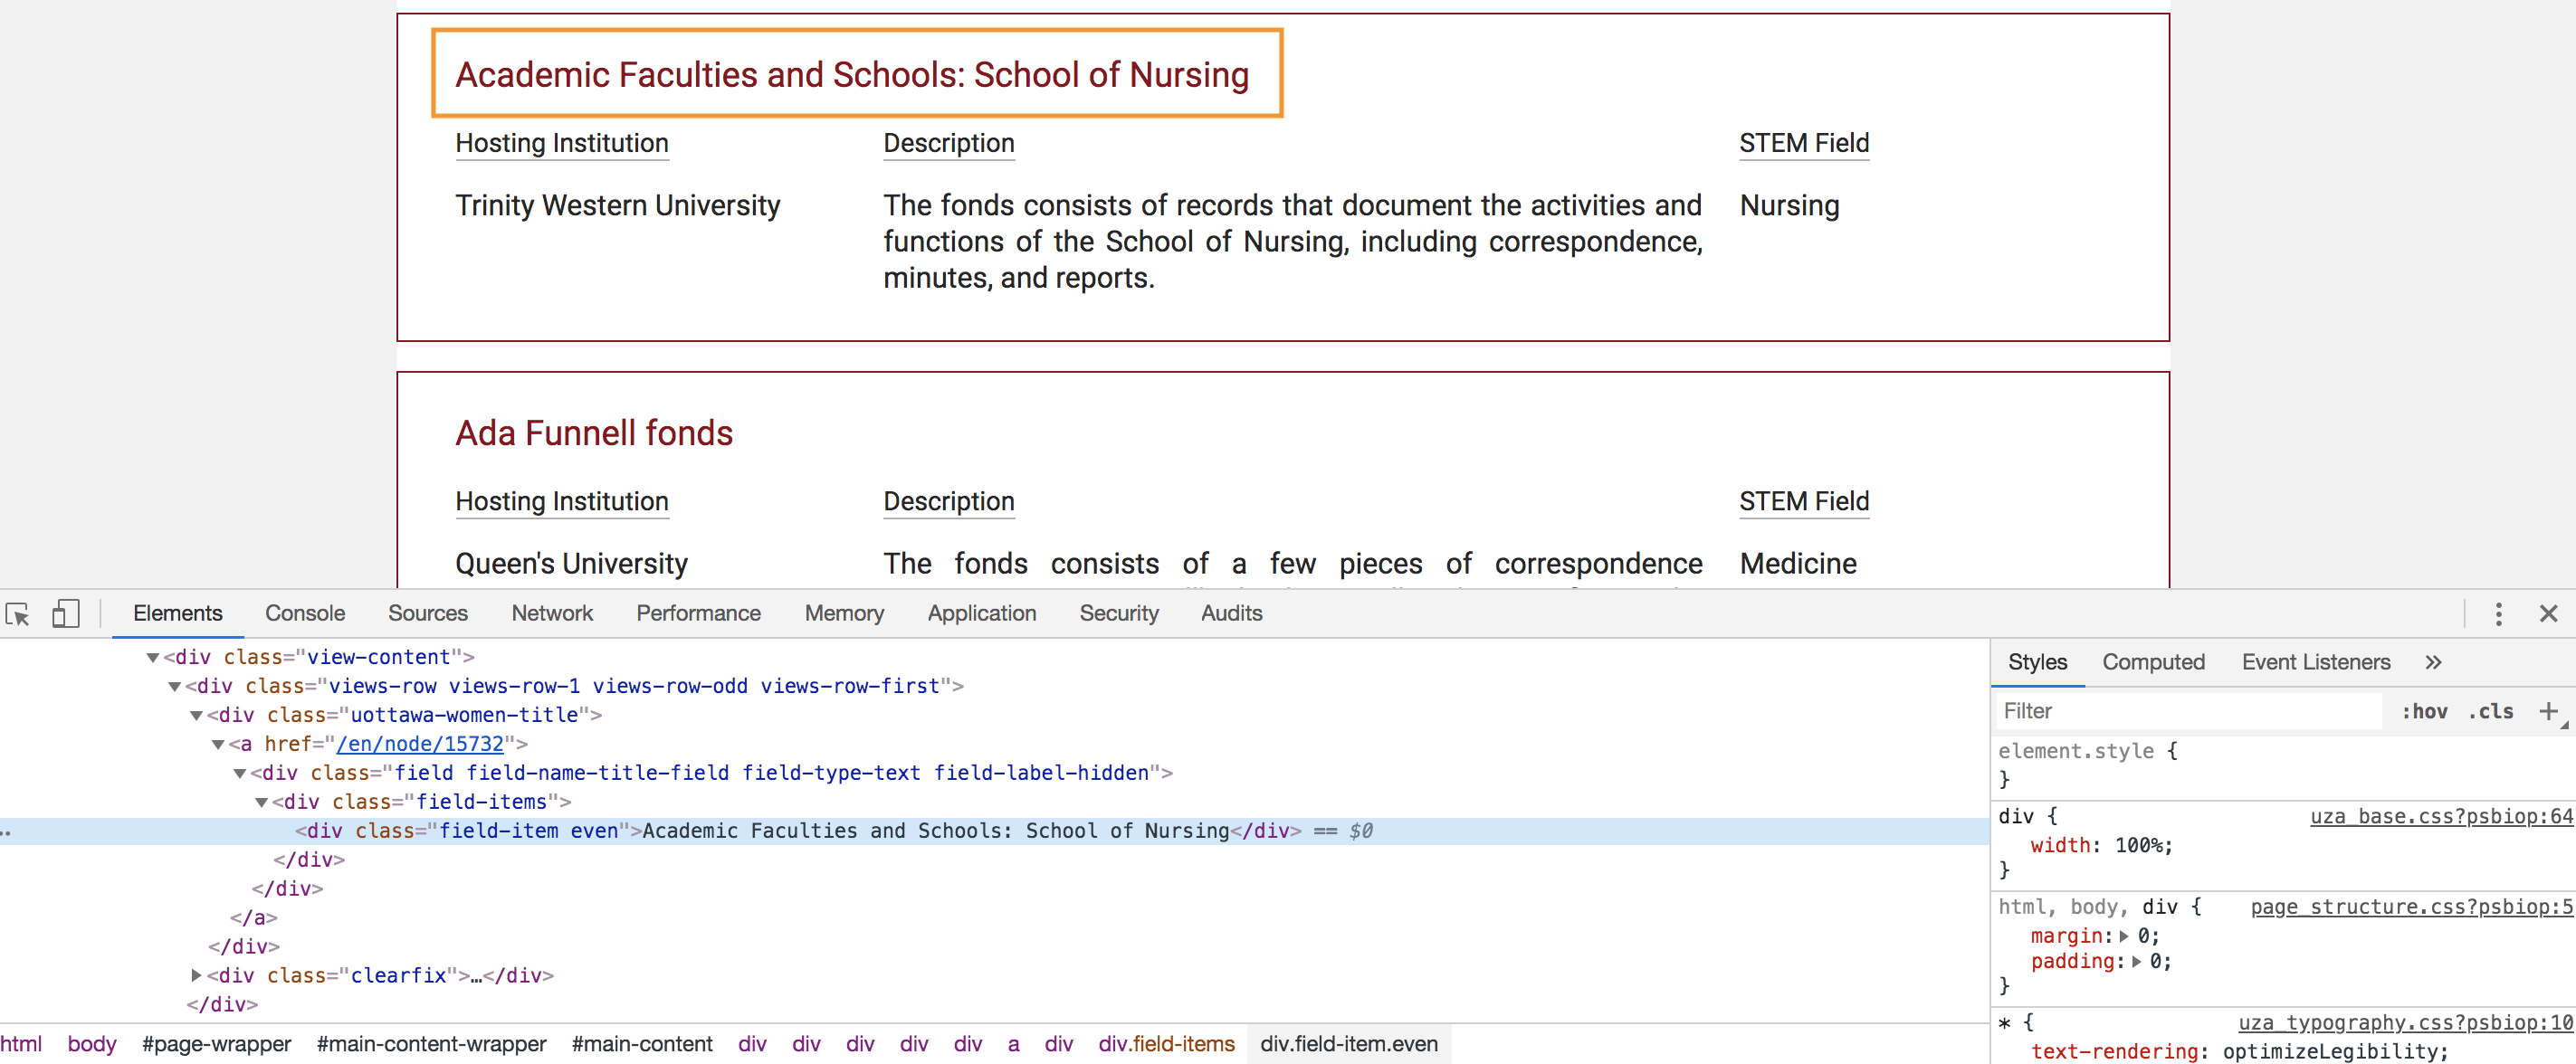 Academic Faculties and Schools: School of Nursing
Hosting Institution
Description
STEM Field
Trinity Western University
The fonds consists of records that document the activities and
functions of the School of Nursing, including correspondence,
minutes, and reports.
Nursing
Ada Funnell fonds
Hosting Institution
Description
STEM Field
Queen's University
The fonds consists of a few pieces of correspondence
Medicine
Elements Console Sources Network Performance Memory Application Security Audits
<div class="view-content">
<div class="views-row views-row-1 views-row-odd views-row-first">
<div class="uottawa-women-title">
<a href="/en/node/15732">
<div class="field field-name-title-field field-type-text field-label-hidden">
<div class="field-items">
<div class="field-item even">Academic Faculties and Schools: School of Nursing</div> == $0
</div>
</div>
</a>
</div>
<div class="clearfix">…</div>
</div>
html body #page-wrapper #main-content-wrapper #main-content div div div div div a div div.field-items div.field-item.even
Styles Computed Event Listeners »
Filter :hov .cls +
element.style {
}
div { uza_base.css?psbiop:64
width: 100%;
}
html, body, div { page_structure.css?psbiop:5
margin: 0;
padding: 0;
}
* { uza_typography.css?psbiop:10
text-rendering: optimizeLegibility;